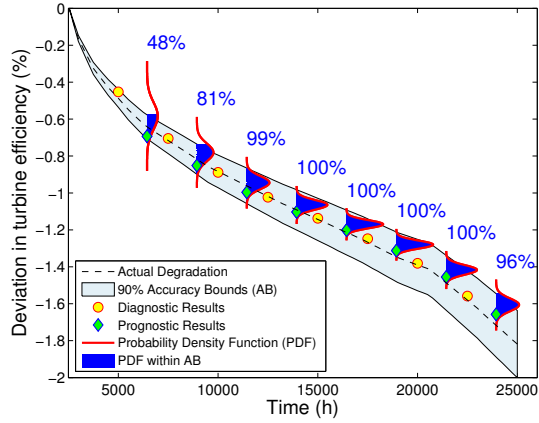 0
-0.2
-0.4
-0.6
-0.8
-1
-1.2
-1.4
-1.6
-1.8
-2
Deviation in turbine efficiency (%)
48%
81%
99%
100%
100%
100%
100%
96%
Actual Degradation
90% Accuracy Bounds (AB)
Diagnostic Results
Prognostic Results
Probability Density Function (PDF)
PDF within AB
5000 10000 15000 20000 25000
Time (h)